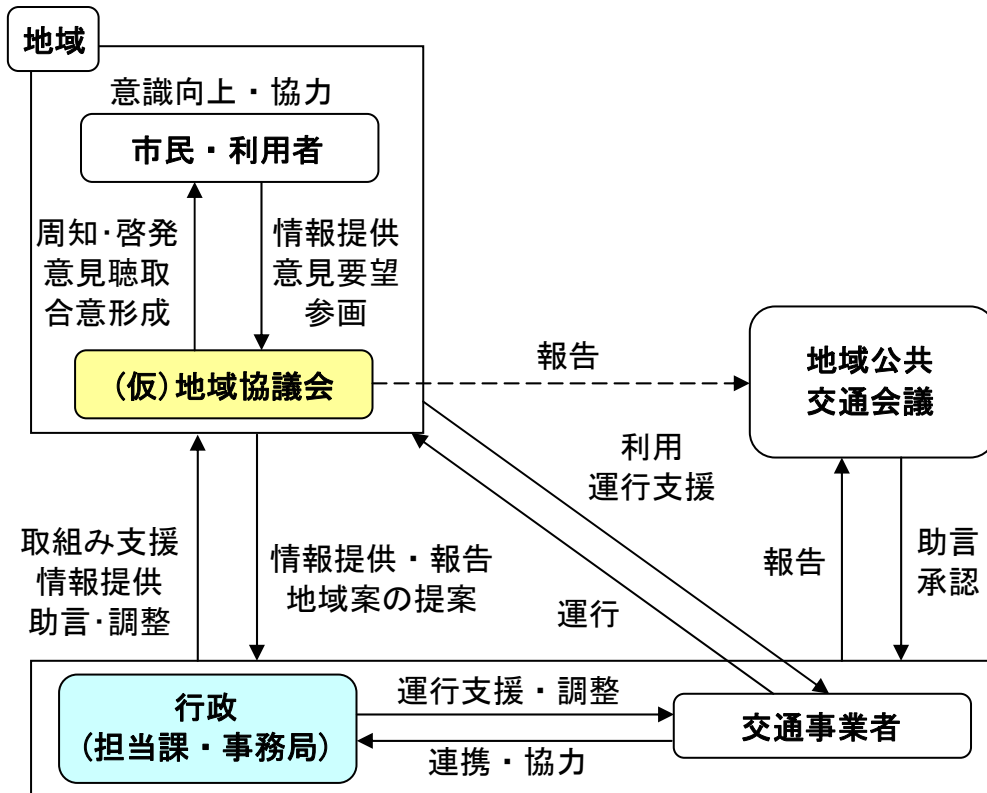 地域
意識向上・協力
市民・利用者
周知・啓発
意見聴取
合意形成
情報提供
意見要望
参画
(仮)地域協議会
報告
地域公共
交通会議
利用
運行支援
取組み支援
情報提供
助言・調整
情報提供・報告
地域案の提案
運行
報告
助言
承認
行政
(担当課・事務局)
運行支援・調整
連携・協力
交通事業者